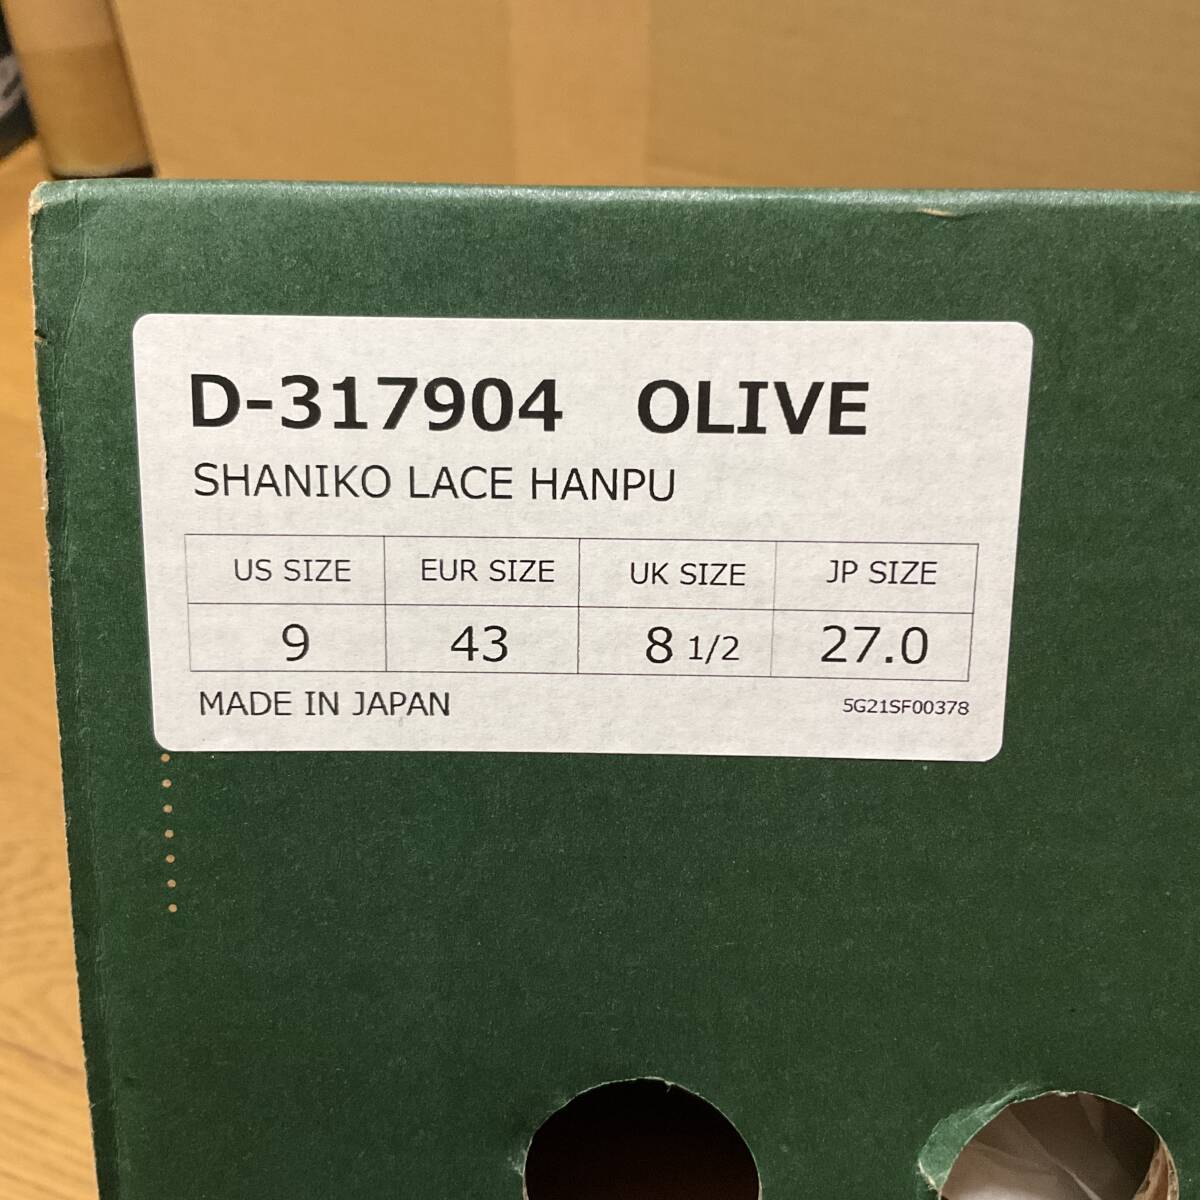 D-317904 OLIVE
SHANIKO LACE HANPU
US SIZE EUR SIZE UK SIZE JP SIZE
9 43 8 1/2 27.0
MADE IN JAPAN SG21SF00378